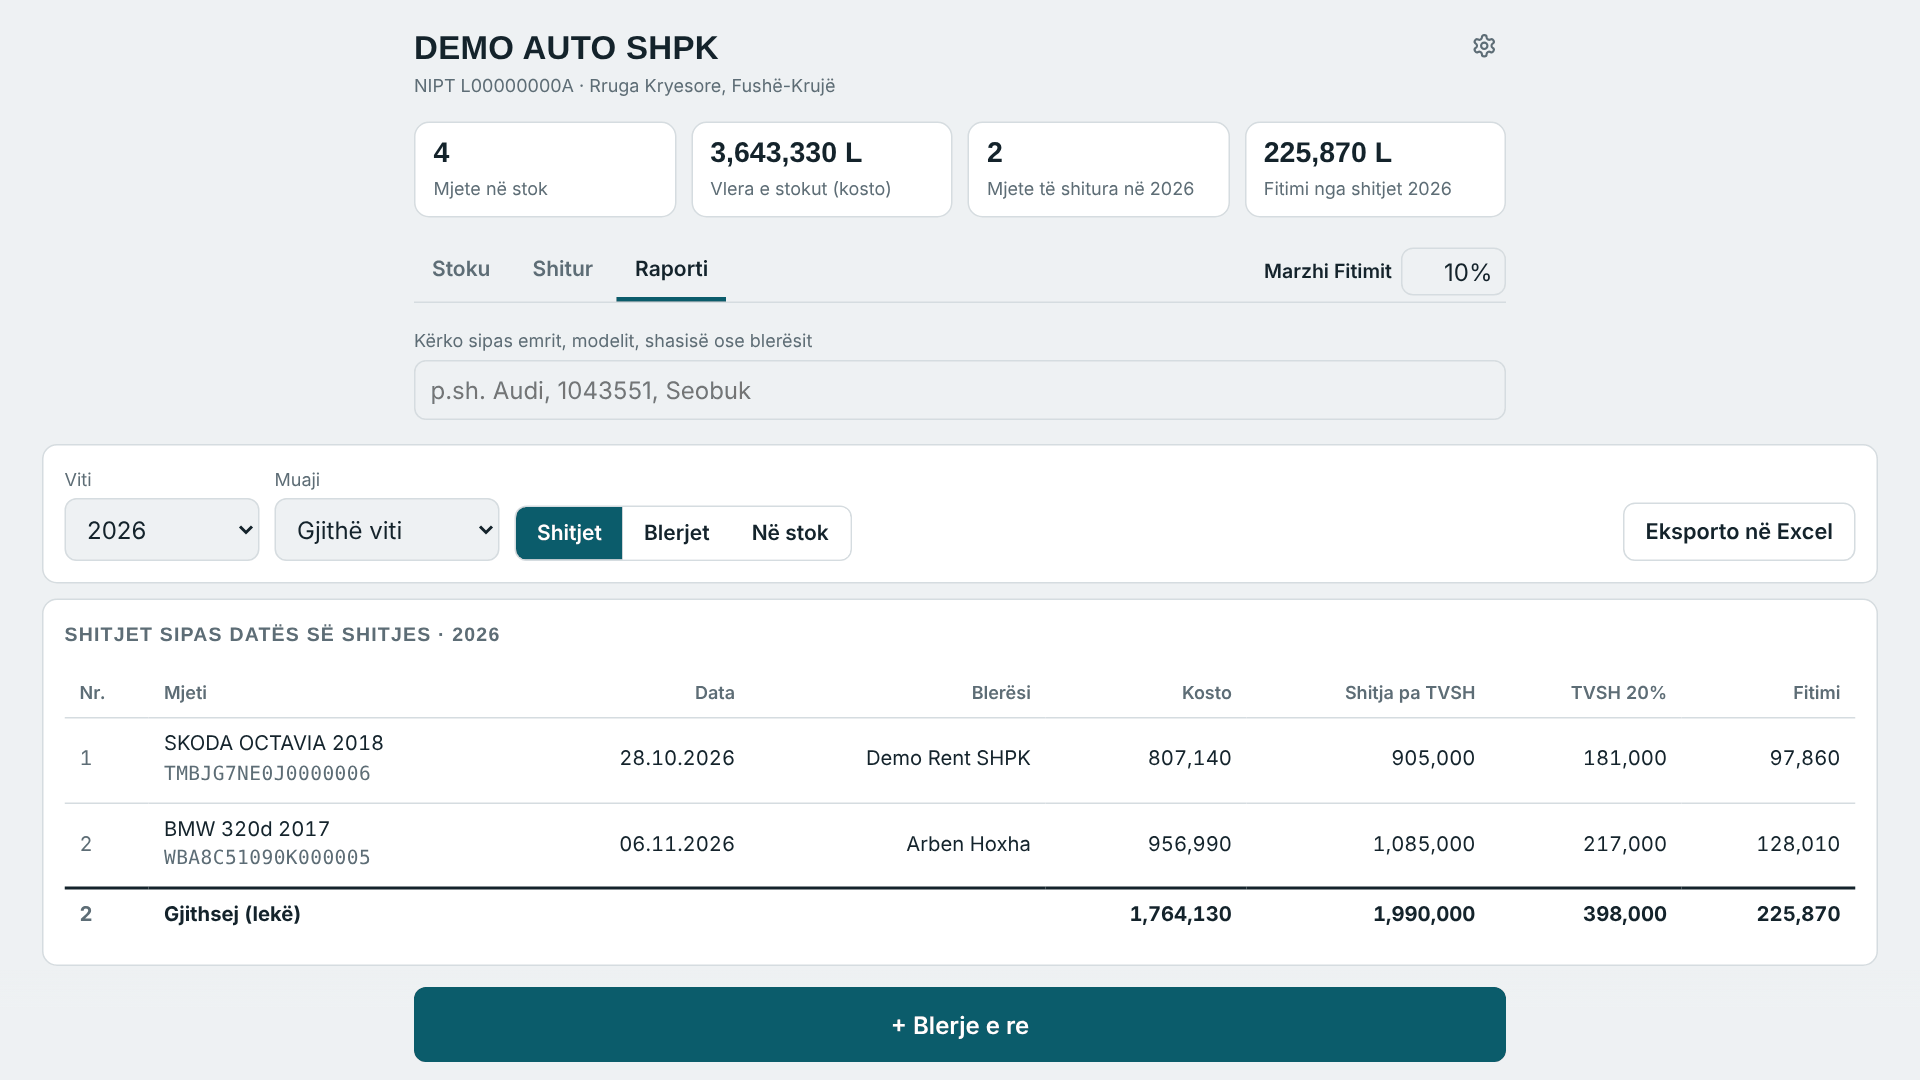 DEMO AUTO SHPK
NIPT L00000000A · Rruga Kryesore, Fushë-Krujë
4
Mjete në stok
3,643,330 L
Vlera e stokut (kosto)
2
Mjete të shitura në 2026
225,870 L
Fitimi nga shitjet 2026
Stoku Shitur Raporti Marzhi Fitimit 10%
Kërko sipas emrit, modelit, shasisë ose blerësit
p.sh. Audi, 1043551, Seobuk
Viti Muaji
2026 Gjithë viti Shitjet Blerjet Në stok Eksporto në Excel
SHITJET SIPAS DATËS SË SHITJES · 2026
Nr. Mjeti Data Blerësi Kosto Shitja pa TVSH TVSH 20% Fitimi
1 SKODA OCTAVIA 2018 28.10.2026 Demo Rent SHPK 807,140 905,000 181,000 97,860
TMBJG7NE0J0000006
2 BMW 320d 2017 06.11.2026 Arben Hoxha 956,990 1,085,000 217,000 128,010
WBA8C51090K000005
2 Gjithsej (lekë) 1,764,130 1,990,000 398,000 225,870
+ Blerje e re